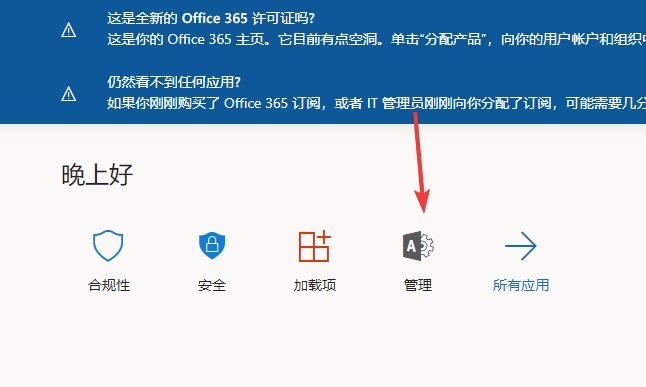 这是全新的 Office 365 许可证吗?
这是你的 Office 365 主页。它目前有点空洞。单击“分配产品”，向你的用户帐户和组织中
仍然看不到任何应用?
如果你刚刚购买了 Office 365 订阅，或者 IT 管理员刚刚向你分配了订阅，可能需要几分
晚上好
合规性
安全
加载项
A
管理
所有应用